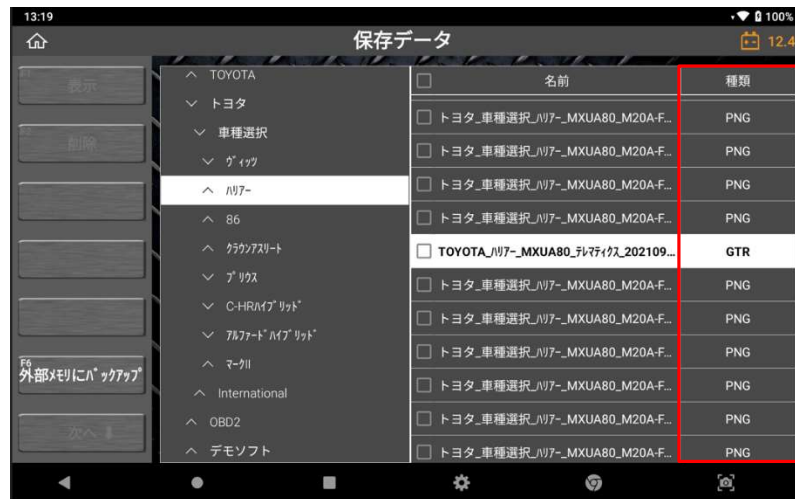 13:19
100%
保存データ
12.4
F1
表示
F2
削除
F6
外部ﾒﾓﾘにﾊﾞｯｸｱｯﾌﾟ
次へ
TOYOTA
トヨタ
車種選択
ｳﾞｨｯﾂ
ﾊﾘｱｰ
86
ｸﾗｳﾝｱｽﾘｰﾄ
ﾌﾟﾘｳｽ
C-HRﾊｲﾌﾞﾘｯﾄﾞ
ｱﾙﾌｧｰﾄﾞﾊｲﾌﾞﾘｯﾄﾞ
ﾏｰｸII
International
OBD2
デモソフト
名前 種類
トヨタ_車種選択_ﾊﾘｱｰ_MXUA80_M20A-F... PNG
トヨタ_車種選択_ﾊﾘｱｰ_MXUA80_M20A-F... PNG
トヨタ_車種選択_ﾊﾘｱｰ_MXUA80_M20A-F... PNG
トヨタ_車種選択_ﾊﾘｱｰ_MXUA80_M20A-F... PNG
TOYOTA_ﾊﾘｱｰ_MXUA80_ﾃﾚﾏﾃｨｸｽ_202109... GTR
トヨタ_車種選択_ﾊﾘｱｰ_MXUA80_M20A-F... PNG
トヨタ_車種選択_ﾊﾘｱｰ_MXUA80_M20A-F... PNG
トヨタ_車種選択_ﾊﾘｱｰ_MXUA80_M20A-F... PNG
トヨタ_車種選択_ﾊﾘｱｰ_MXUA80_M20A-F... PNG
トヨタ_車種選択_ﾊﾘｱｰ_MXUA80_M20A-F... PNG
トヨタ_車種選択_ﾊﾘｱｰ_MXUA80_M20A-F... PNG